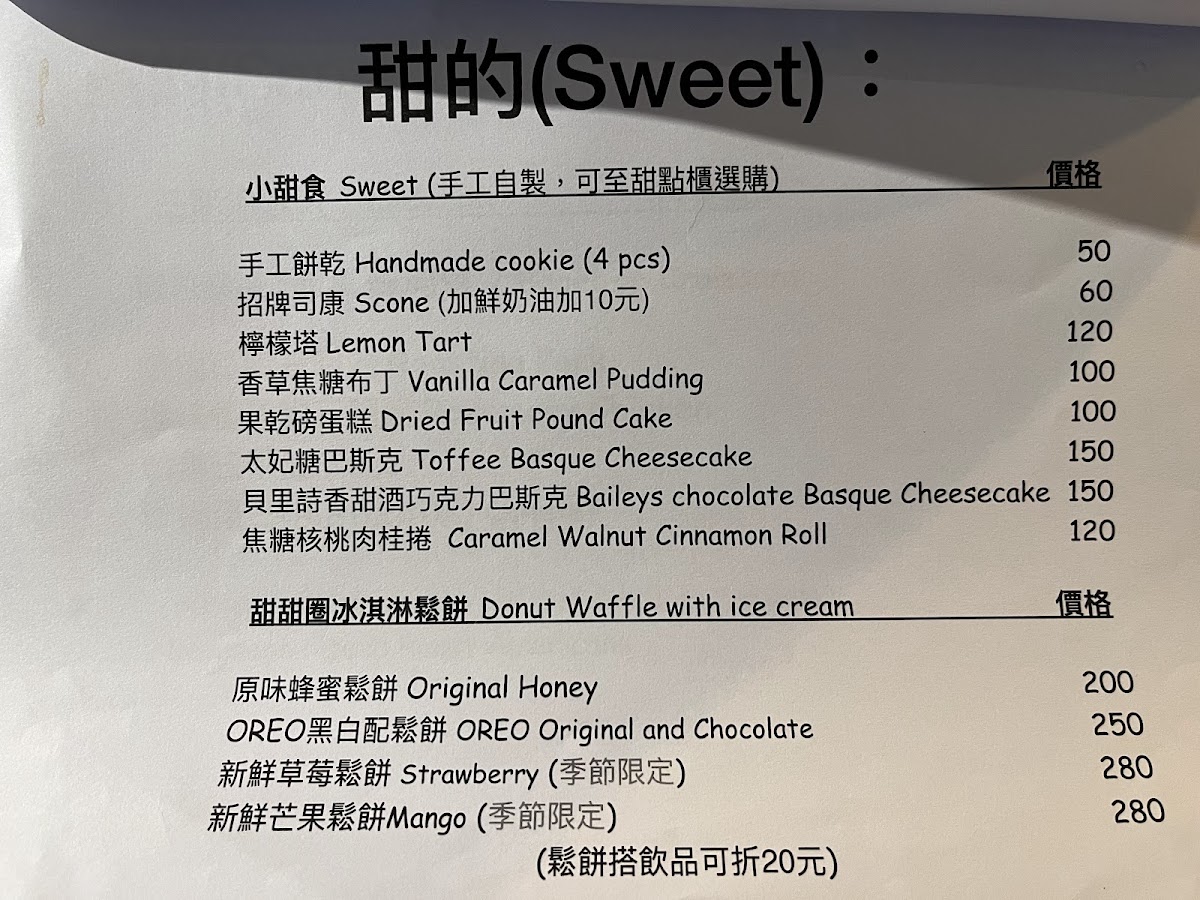 甜的(Sweet)：
小甜食 Sweet (手工自製，可至甜點櫃選購) 價格
手工餅乾 Handmade cookie (4 pcs) 50
招牌司康 Scone (加鮮奶油加10元) 60
檸檬塔 Lemon Tart 120
香草焦糖布丁 Vanilla Caramel Pudding 100
果乾磅蛋糕 Dried Fruit Pound Cake 100
太妃糖巴斯克 Toffee Basque Cheesecake 150
貝里詩香甜酒巧克力巴斯克 Baileys chocolate Basque Cheesecake 150
焦糖核桃肉桂捲 Caramel Walnut Cinnamon Roll 120
甜甜圈冰淇淋鬆餅 Donut Waffle with ice cream 價格
原味蜂蜜鬆餅 Original Honey 200
OREO黑白配鬆餅 OREO Original and Chocolate 250
新鮮草莓鬆餅 Strawberry (季節限定) 280
新鮮芒果鬆餅Mango (季節限定) 280
(鬆餅搭飲品可折20元)